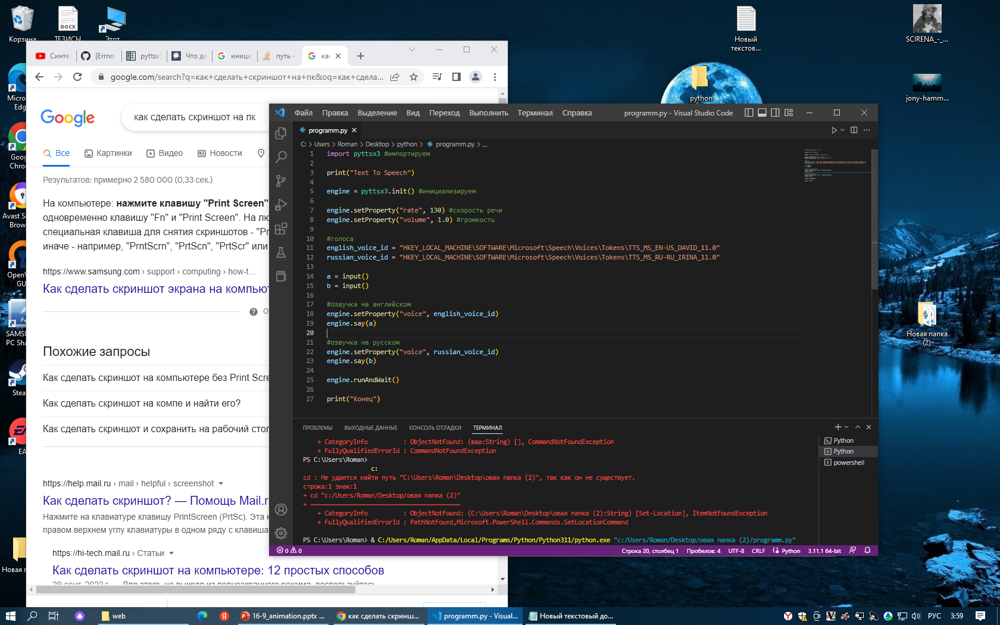 Корзина
ТЕЗИСЫ
Этот
Новый
текстов...
SCIRENA_-_...
python
jony-hamm...
Новая папка
(2)
Avast Se
OpenV
GU
SAMSU
PC Sha
Stea
EA
Новая п
Синте
[Errno
pyttsx3
Что де
иници
путь -
как
google.com/search?q=как+сделать+скриншот+на+пк&oq=как+сдела...
Google
как сделать скриншот на пк
Все
Картинки
Видео
Новости
Результатов: примерно 2 580 000 (0,33 сек.)
На компьютере: нажмите клавишу "Print Screen"
одновременно клавишу "Fn" и "Print Screen". На лю
специальная клавиша для снятия скриншотов - "Pr
иначе - например, "PrntScrn", "PrtScn", "PrtScr" или
https://www.samsung.com › support › computing › how-t...
Как сделать скриншот экрана на компьют
Похожие запросы
Как сделать скриншот на компьютере без Print Scre
Как сделать скриншот на компе и найти его?
Как сделать скриншот и сохранить на рабочий стол
https://help.mail.ru › mail › helpful › screenshot
Как сделать скриншот? — Помощь Mail.r
Нажмите на клавиатуре клавишу PrintScreen (PrtSc). Эта к
правом верхнем углу клавиатуры в одном ряду с клавиша
https://hi-tech.mail.ru › Статьи
Как сделать скриншот на компьютере: 12 простых способов
Файл Правка Выделение Вид Переход Выполнить Терминал Справка
programm.py - Visual Studio Code
programm.py
C: > Users > Roman > Desktop > python > programm.py > ...
1 import pyttsx3 #импортируем
2
3 print("Text To Speech")
4
5 engine = pyttsx3.init() #инициализируем
6
7 engine.setProperty("rate", 130) #скорость речи
8 engine.setProperty("volume", 1.0) #громкость
9
10 #голоса
11 english_voice_id = "HKEY_LOCAL_MACHINE\SOFTWARE\Microsoft\Speech\Voices\Tokens\TTS_MS_EN-US_DAVID_11.0"
12 russian_voice_id = "HKEY_LOCAL_MACHINE\SOFTWARE\Microsoft\Speech\Voices\Tokens\TTS_MS_RU-RU_IRINA_11.0"
13
14 a = input()
15 b = input()
16
17 #озвучка на английском
18 engine.setProperty("voice", english_voice_id)
19 engine.say(a)
20
21 #озвучка на русском
22 engine.setProperty("voice", russian_voice_id)
23 engine.say(b)
24
25 engine.runAndWait()
26
27 print("Конец")
ПРОБЛЕМЫ ВЫХОДНЫЕ ДАННЫЕ КОНСОЛЬ ОТЛАДКИ ТЕРМИНАЛ
+ CategoryInfo : ObjectNotFound: (ваа:String) [], CommandNotFoundException
+ FullyQualifiedErrorId : CommandNotFoundException
PS C:\Users\Roman>
c:
cd : Не удается найти путь "C:\Users\Roman\Desktop\овая папка (2)", так как он не существует.
строка:1 знак:1
+ cd "c:/Users/Roman/Desktop/овая папка (2)"
+ ~~~~~~~~~~~~~~~~~~~~~~~~~~~~~~~~~~~~~~~~~~
+ CategoryInfo : ObjectNotFound: (C:\Users\Roman\Desktop\овая папка (2):String) [Set-Location], ItemNotFoundException
+ FullyQualifiedErrorId : PathNotFound,Microsoft.PowerShell.Commands.SetLocationCommand
PS C:\Users\Roman> & C:/Users/Roman/AppData/Local/Programs/Python/Python311/python.exe "c:/Users/Roman/Desktop/овая папка (2)/programm.py"
Python
Python
powershell
0 0
Строка 20, столбец 1 Пробелов: 4 UTF-8 CRLF Python 3.11.1 64-bit
web
16-9_animation.pptx ...
как сделать скринш...
programm.py - Visual...
Новый текстовый до...
РУС
3:59